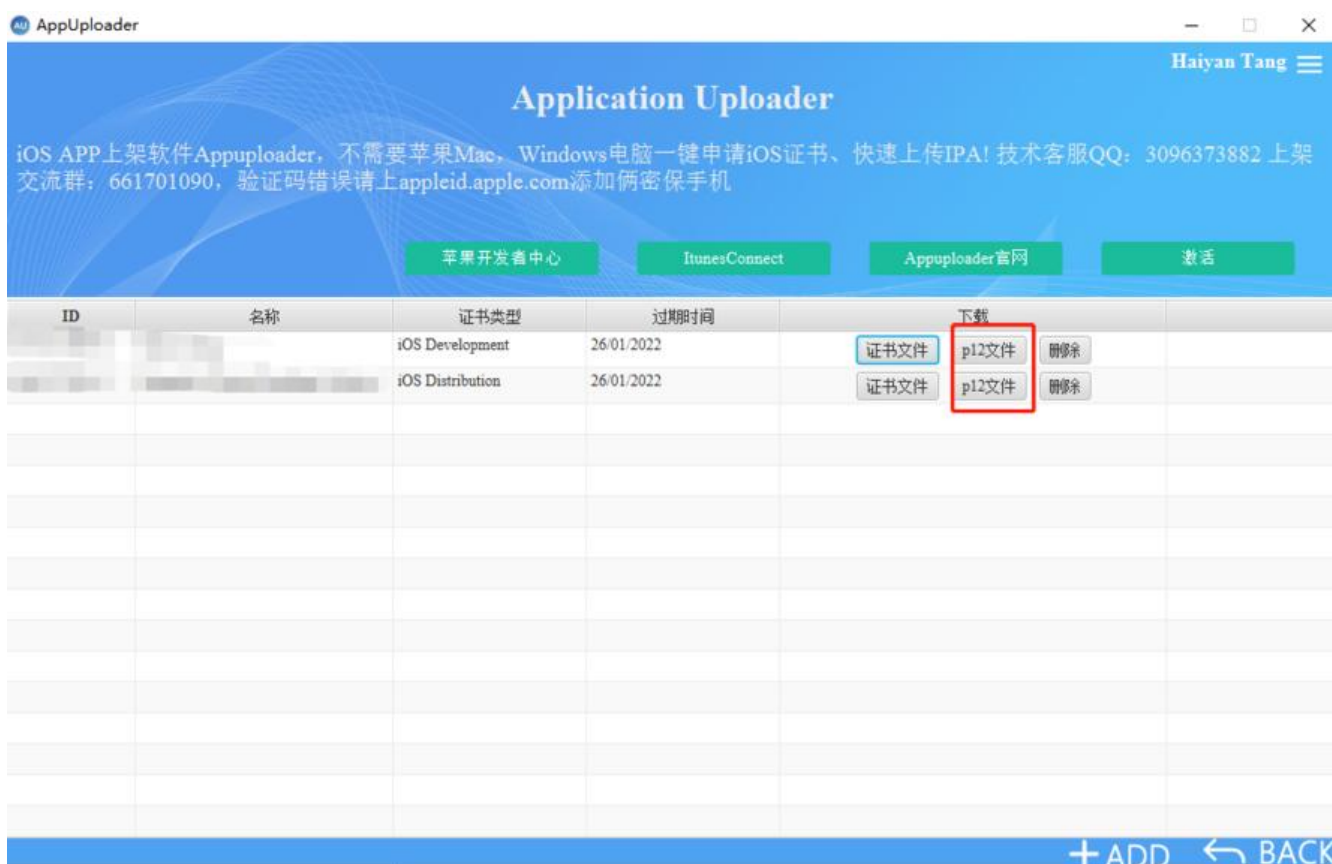 AppUploader
Haiyan Tang
Application Uploader
iOS APP上架软件Appuploader，不需要苹果Mac，Windows电脑一键申请iOS证书、快速上传IPA! 技术客服QQ：3096373882 上架
交流群：661701090，验证码错误请上appleid.apple.com添加俩密保手机
苹果开发者中心 ItunesConnect Appuploader官网 激活
ID 名称 证书类型 过期时间 下载
iOS Development 26/01/2022 证书文件 p12文件 删除
iOS Distribution 26/01/2022 证书文件 p12文件 删除
ADD BACK